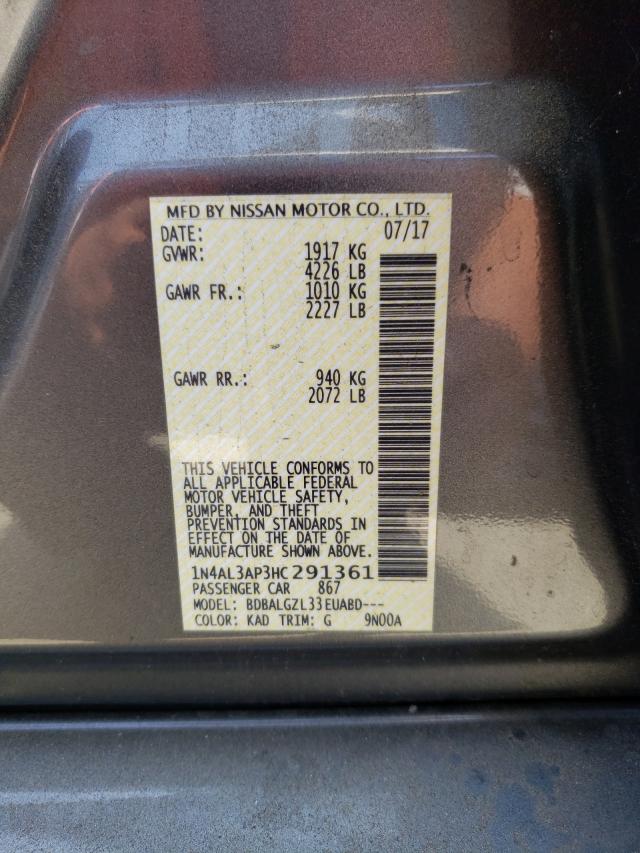 MFD BY NISSAN MOTOR CO., LTD.
DATE: 07/17
GVWR: 1917 KG
4226 LB
GAWR FR.: 1010 KG
2227 LB
GAWR RR.: 940 KG
2072 LB
THIS VEHICLE CONFORMS TO
ALL APPLICABLE FEDERAL
MOTOR VEHICLE SAFETY,
BUMPER, AND THEFT
PREVENTION STANDARDS IN
EFFECT ON THE DATE OF
MANUFACTURE SHOWN ABOVE.
1N4AL3AP3HC291361
PASSENGER CAR 867
MODEL: BDBALGZL33EUABD---
COLOR: KAD TRIM: G 9N00A